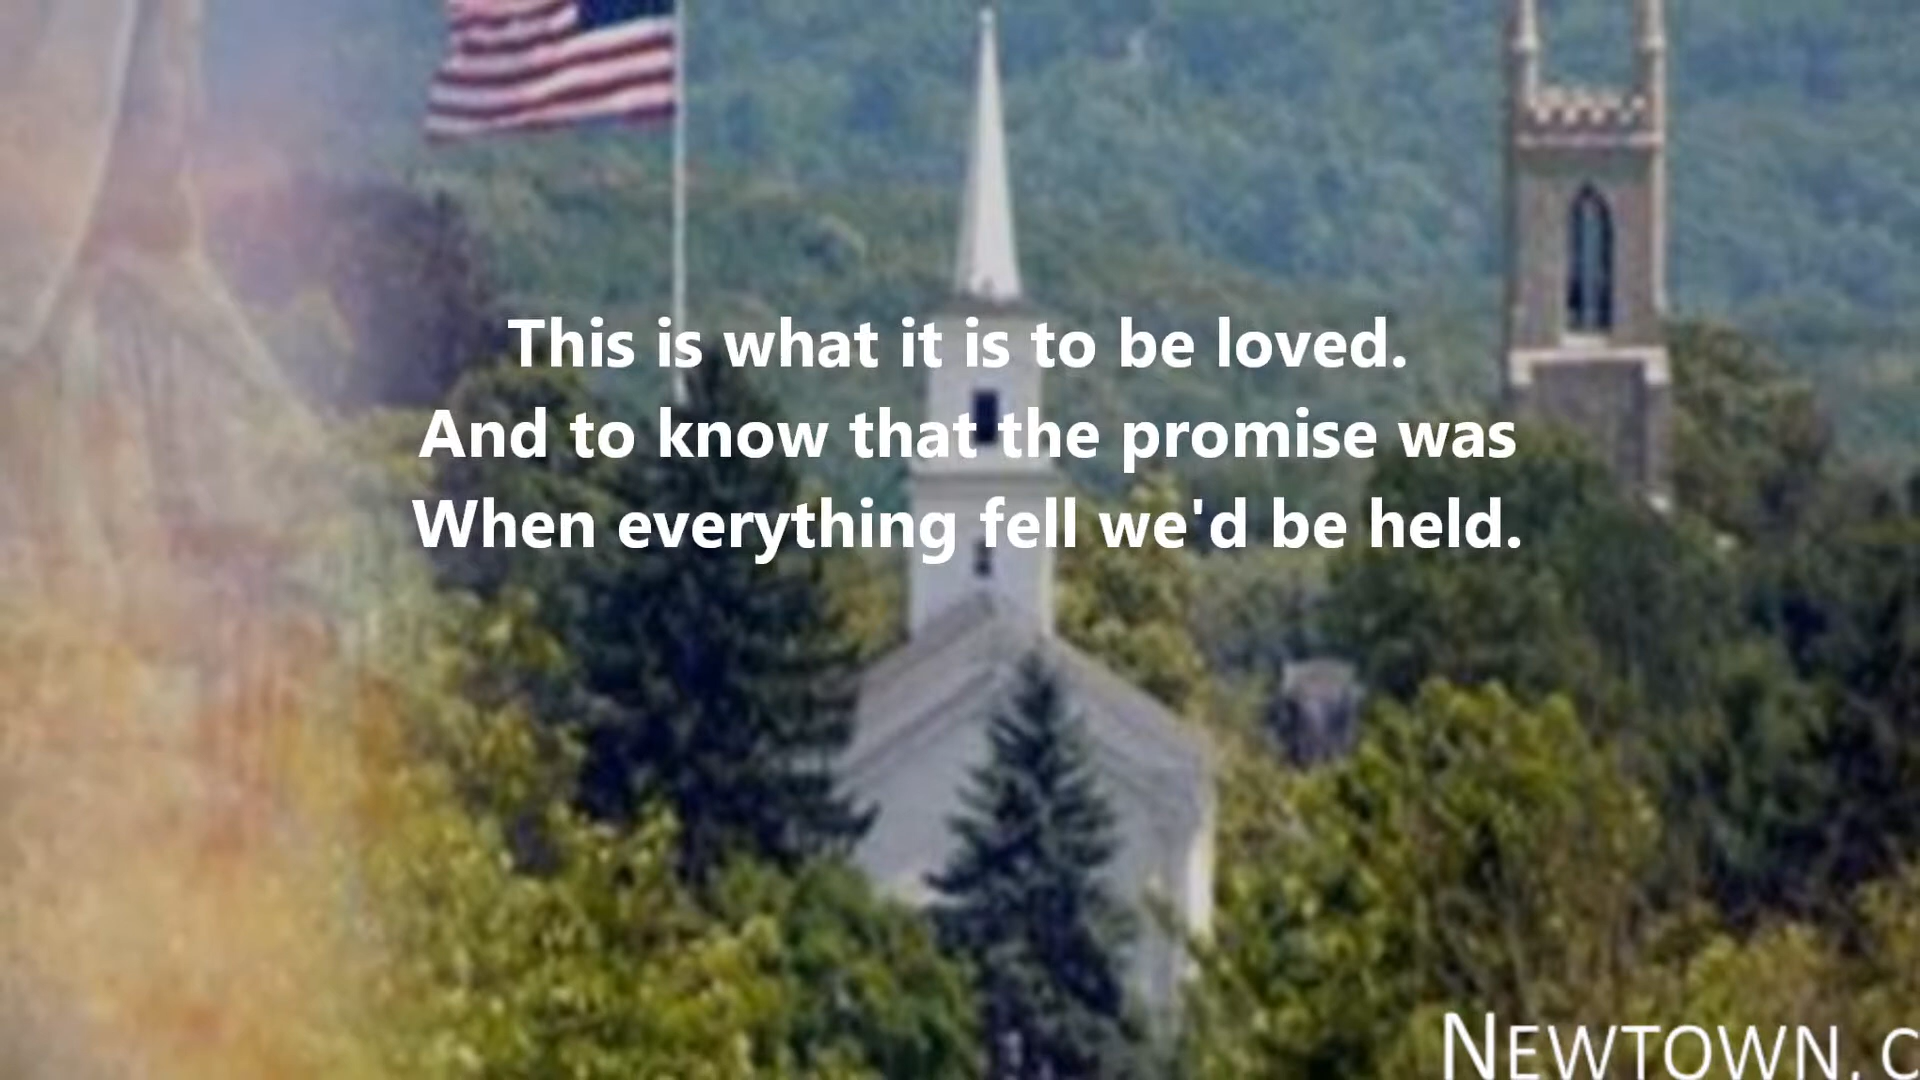 This is what it is to be loved.
And to know that the promise was
When everything fell we'd be held.
NEWTOWN, C